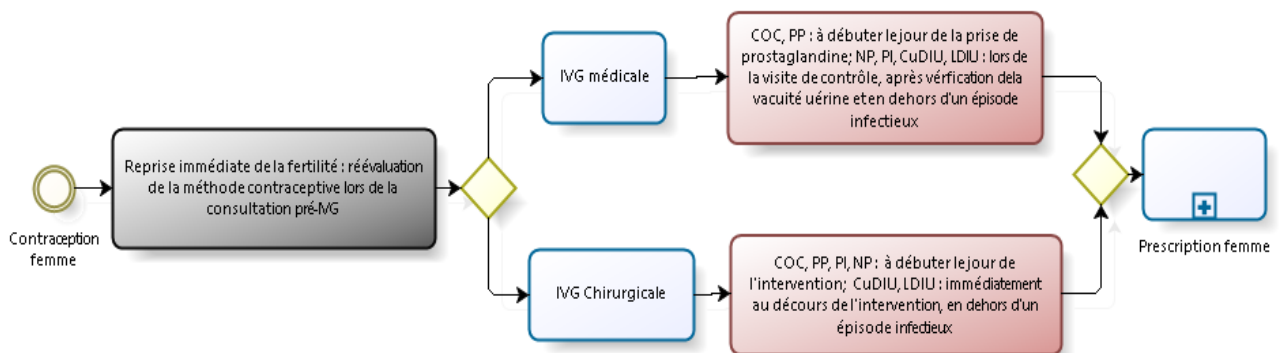 Contraception
femme
Reprise immédiate de la fertilité : réévaluation
de la méthode contraceptive lors de la
consultation pré-IVG
IVG médicale
COC, PP : à débuter le jour de la prise de
prostaglandine; NP, PI, CuDIU, LDIU : lors de
la visite de contrôle, après vérfication dela
vacuité uérine et en dehors d'un épisode
infectieux
IVG Chirurgicale
COC, PP, PI, NP : à débuter le jour de
l'intervention; CuDIU, LDIU : immédiatement
au décours de l'intervention, en dehors d'un
épisode infectieux
Prescription femme